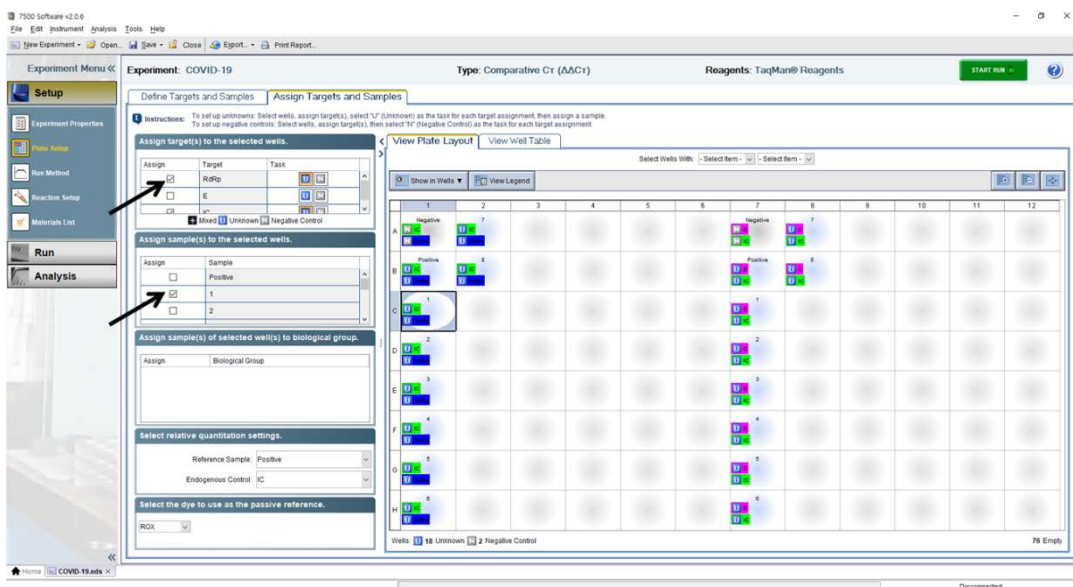 7500 Software v2.0.6
File Edit Instrument Analysis Tools Help
New Experiment Open... Save Close Export... Print Report...
Experiment Menu «
Experiment: COVID-19 Type: Comparative CT (ΔΔCT) Reagents: TaqMan® Reagents START RUN
Setup
Experiment Properties
Plate Setup
Run Method
Reaction Setup
Materials List
Run
Analysis
Define Targets and Samples Assign Targets and Samples
Instructions: To set up unknowns: Select wells, assign target(s), select "U" (Unknown) as the task for each target assignment, then assign a sample.
To set up negative controls: Select wells, assign target(s), then select "N" (Negative Control) as the task for each target assignment.
Assign target(s) to the selected wells.
Assign Target Task
RdRp U N
E U N
IC
Mixed U Unknown N Negative Control
Assign sample(s) to the selected wells.
Assign Sample
Positive
1
2
Assign sample(s) of selected well(s) to biological group.
Assign Biological Group
Select relative quantitation settings.
Reference Sample: Positive
Endogenous Control: IC
Select the dye to use as the passive reference.
ROX
View Plate Layout View Well Table
Select Wells With: - Select Item - - Select Item -
Show in Wells ▼ View Legend
1 2 3 4 5 6 7 8 9 10 11 12
A Negative 7 Negative 7
B Positive 8 Positive 8
C 1 1
D 2 2
E 3 3
F 4 4
G 5 5
H 6 6
Wells: U 18 Unknown N 2 Negative Control 76 Empty
Home COVID-19.eds ×
Disconnected